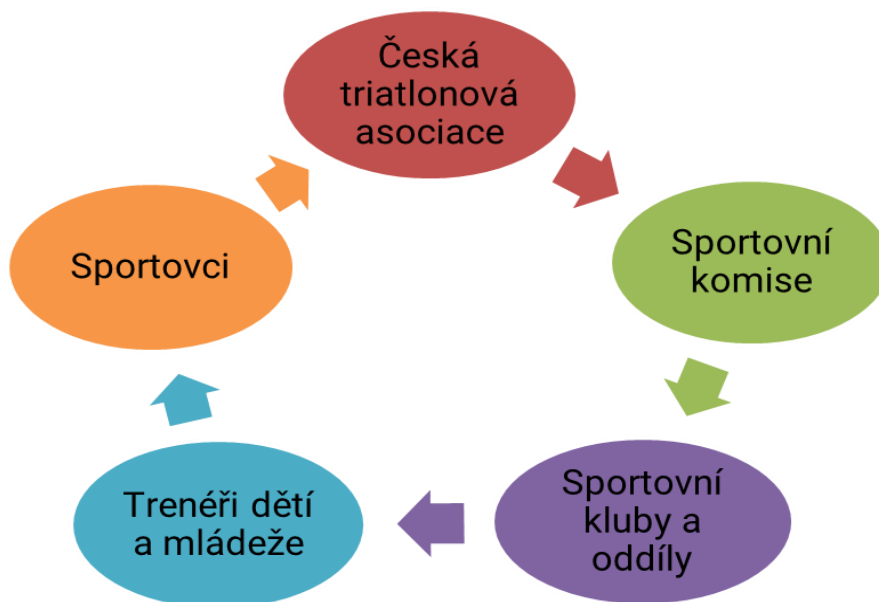 Česká
triatlonová
asociace
Sportovní
komise
Sportovní
kluby a
oddíly
Trenéři dětí
a mládeže
Sportovci